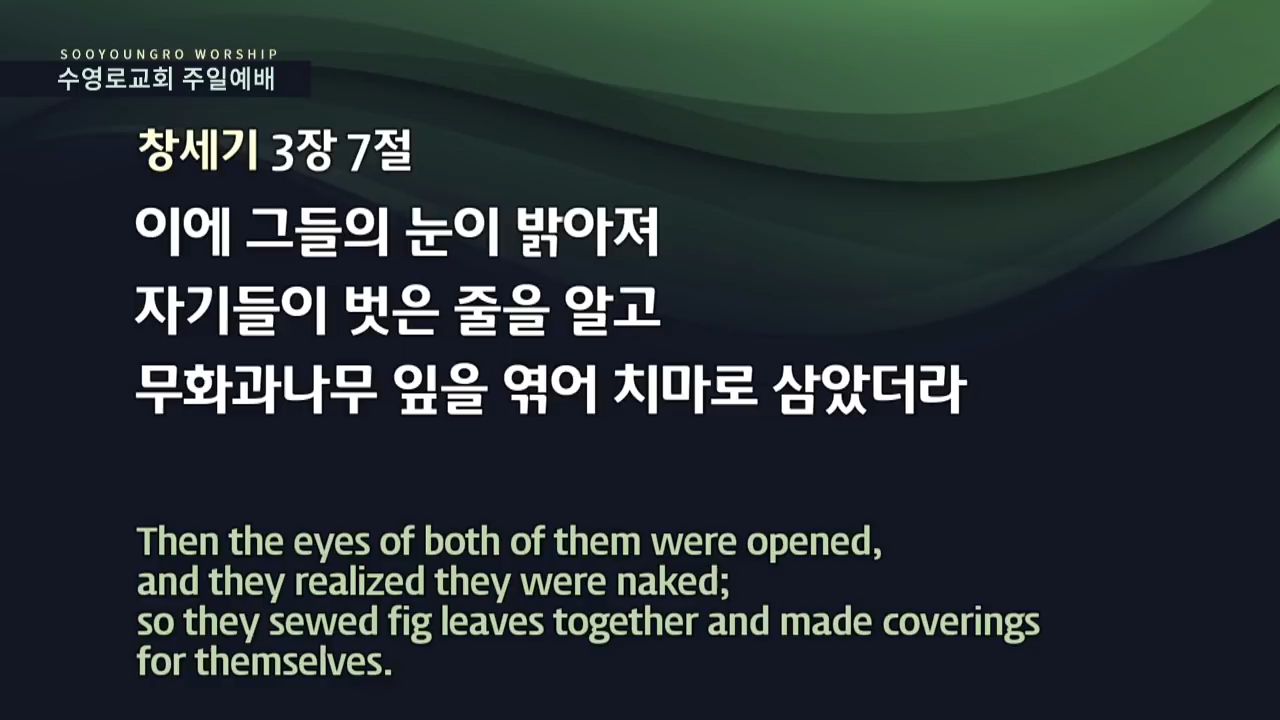 SOOYOUNGRO WORSHIP
수영로교회 주일예배
창세기 3장 7절
이에 그들의 눈이 밝아져
자기들이 벗은 줄을 알고
무화과나무 잎을 엮어 치마로 삼았더라
Then the eyes of both of them were opened,
and they realized they were naked;
so they sewed fig leaves together and made coverings
for themselves.